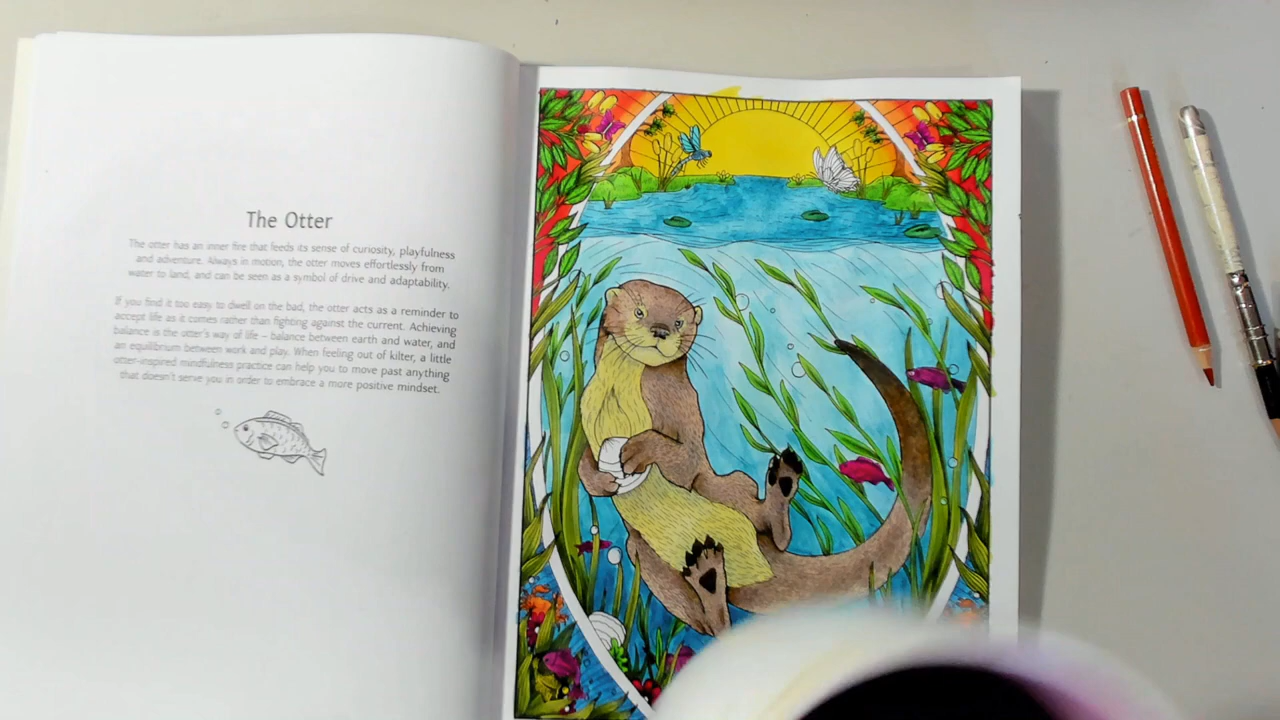 The Otter
The otter has an inner fire that feeds its sense of curiosity, playfulness
and adventure. Always in motion, the otter moves effortlessly from
water to land, and can be seen as a symbol of drive and adaptability.
If you find it too easy to dwell on the bad, the otter acts as a reminder to
accept life as it comes rather than fighting against the current. Achieving
balance is the otter's way of life – balance between earth and water, and
an equilibrium between work and play. When feeling out of kilter, a little
otter-inspired mindfulness practice can help you to move past anything
that doesn't serve you in order to embrace a more positive mindset.